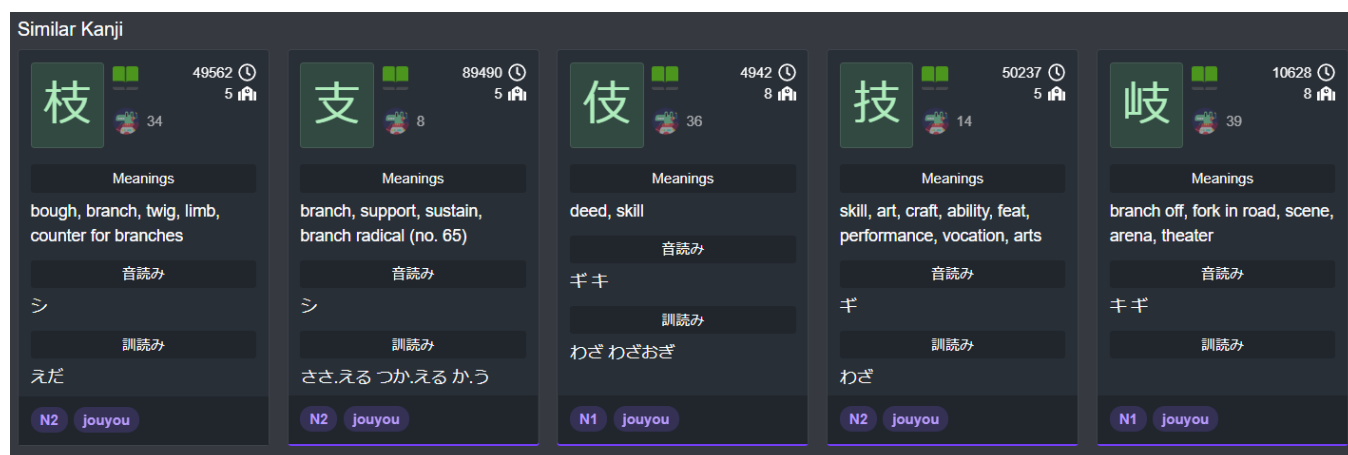 Similar Kanji
枝
49562
5
34
Meanings
bough, branch, twig, limb,
counter for branches
音読み
シ
訓読み
えだ
N2 jouyou
支
89490
5
8
Meanings
branch, support, sustain,
branch radical (no. 65)
音読み
シ
訓読み
ささ.える つか.える か.う
N2 jouyou
伎
4942
8
36
Meanings
deed, skill
音読み
ギ キ
訓読み
わざ わざおぎ
N1 jouyou
技
50237
5
14
Meanings
skill, art, craft, ability, feat,
performance, vocation, arts
音読み
ギ
訓読み
わざ
N2 jouyou
岐
10628
8
39
Meanings
branch off, fork in road, scene,
arena, theater
音読み
キ ギ
訓読み
N1 jouyou